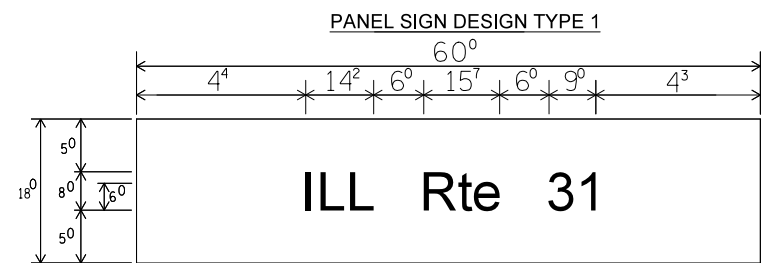 PANEL SIGN DESIGN TYPE 1
60⁰
4⁴ 14² 6⁰ 15⁷ 6⁰ 9⁰ 4³
5⁰
18⁰ 8⁰ 6⁰
5⁰
ILL Rte 31